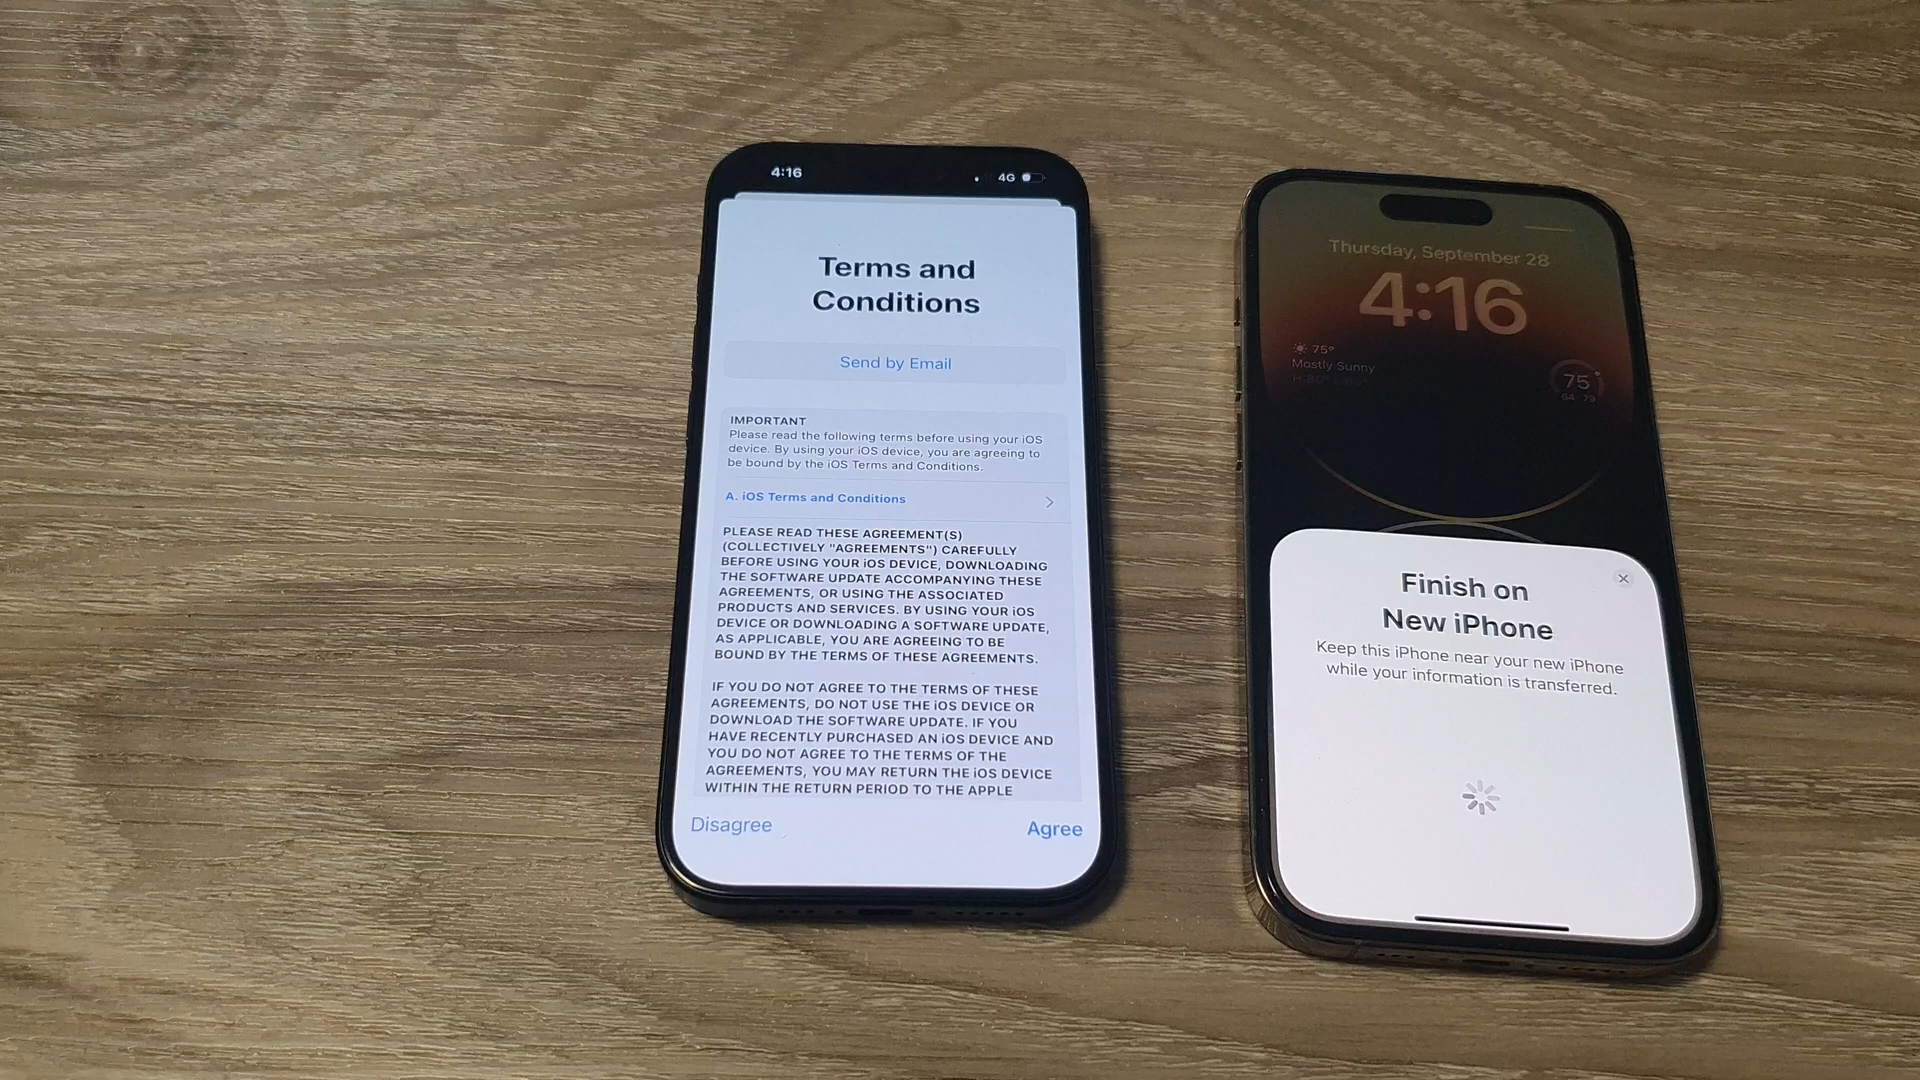 4:16
4G
Terms and
Conditions
Send by Email
IMPORTANT
Please read the following terms before using your iOS
device. By using your iOS device, you are agreeing to
be bound by the iOS Terms and Conditions.
A. iOS Terms and Conditions
PLEASE READ THESE AGREEMENT(S)
(COLLECTIVELY "AGREEMENTS") CAREFULLY
BEFORE USING YOUR iOS DEVICE, DOWNLOADING
THE SOFTWARE UPDATE ACCOMPANYING THESE
AGREEMENTS, OR USING THE ASSOCIATED
PRODUCTS AND SERVICES. BY USING YOUR iOS
DEVICE OR DOWNLOADING A SOFTWARE UPDATE,
AS APPLICABLE, YOU ARE AGREEING TO BE
BOUND BY THE TERMS OF THESE AGREEMENTS.
IF YOU DO NOT AGREE TO THE TERMS OF THESE
AGREEMENTS, DO NOT USE THE iOS DEVICE OR
DOWNLOAD THE SOFTWARE UPDATE. IF YOU
HAVE RECENTLY PURCHASED AN iOS DEVICE AND
YOU DO NOT AGREE TO THE TERMS OF THE
AGREEMENTS, YOU MAY RETURN THE iOS DEVICE
WITHIN THE RETURN PERIOD TO THE APPLE
Disagree
Agree
Thursday, September 28
4:16
75°
Mostly Sunny
75
64 79
Finish on
New iPhone
Keep this iPhone near your new iPhone
while your information is transferred.